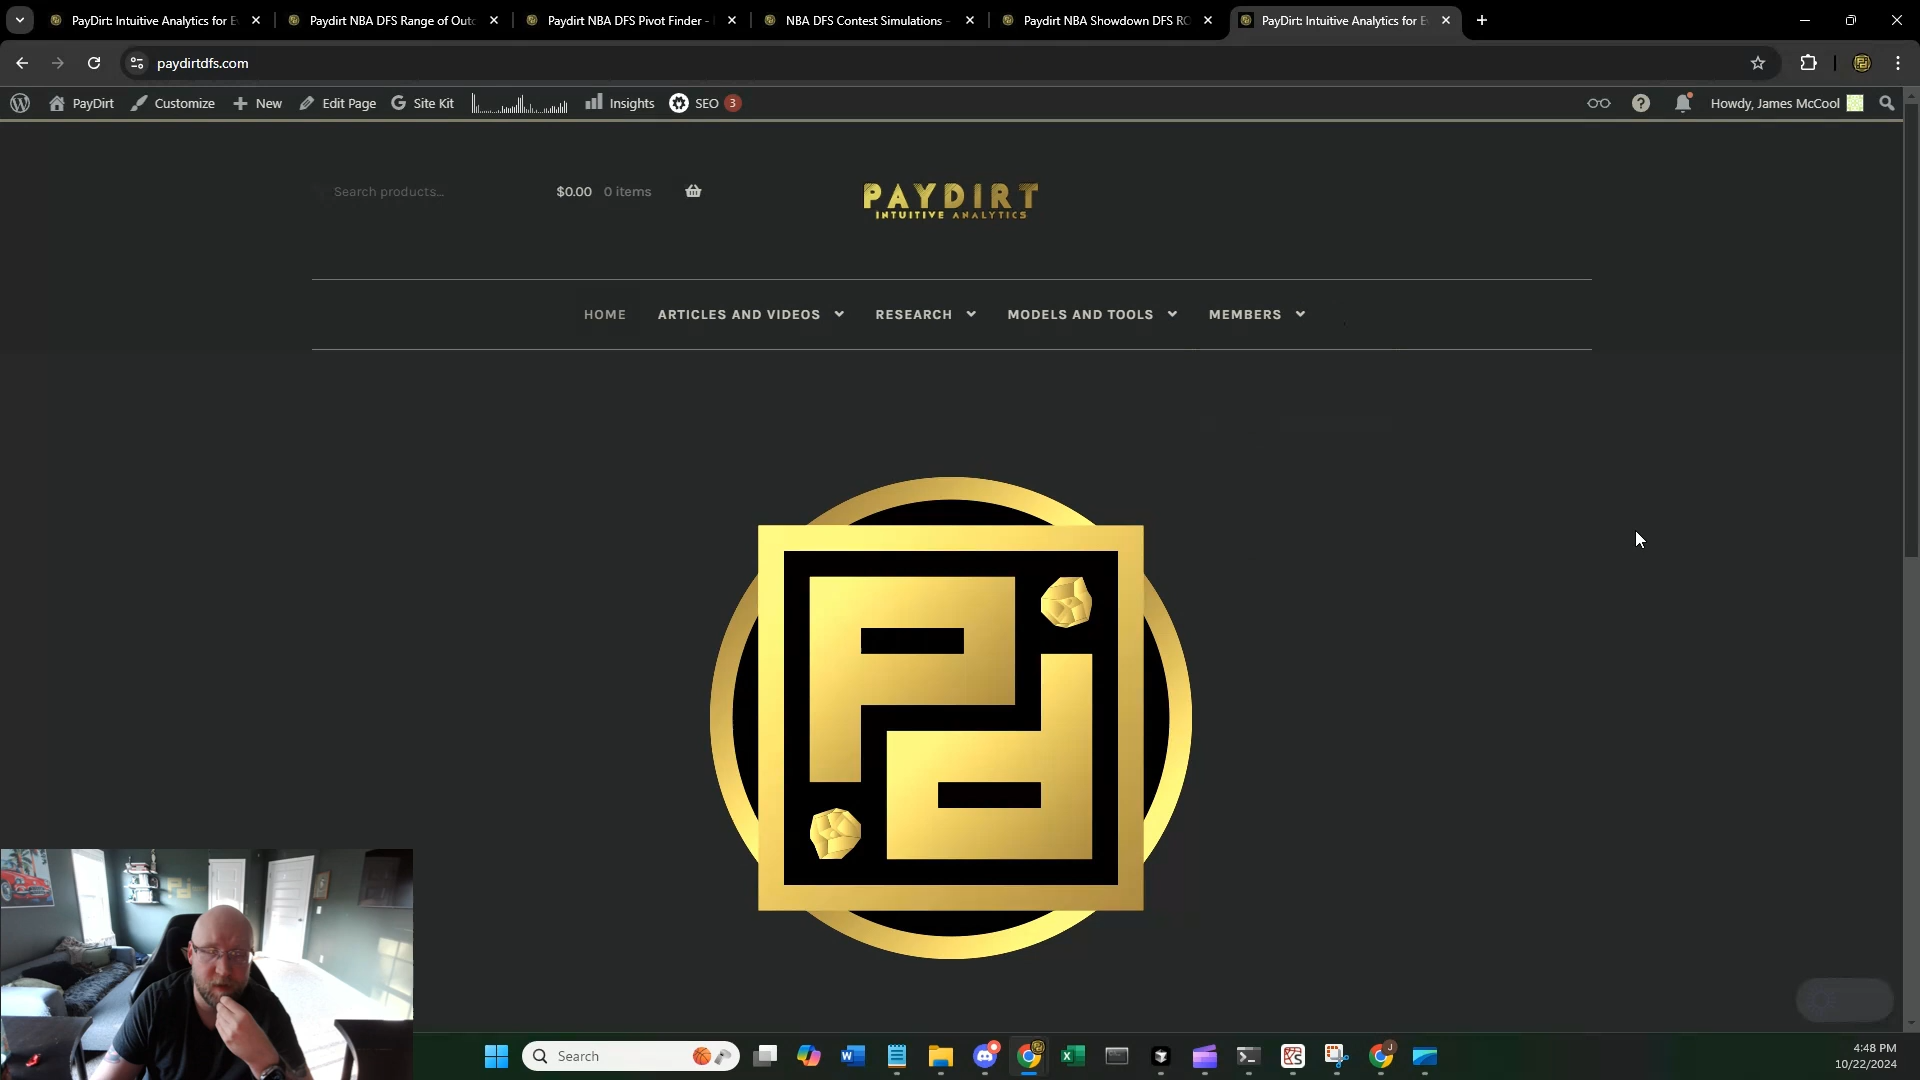 PayDirt: Intuitive Analytics for E
Paydirt NBA DFS Range of Out
Paydirt NBA DFS Pivot Finder -
NBA DFS Contest Simulations -
Paydirt NBA Showdown DFS RO
PayDirt: Intuitive Analytics for E
paydirtdfs.com
PayDirt
Customize
New
Edit Page
Site Kit
Insights
SEO 3
Howdy, James McCool
Search products…
$0.00 0 items
PAYDIRT
INTUITIVE ANALYTICS
HOME
ARTICLES AND VIDEOS
RESEARCH
MODELS AND TOOLS
MEMBERS
Pd
Search
4:48 PM
10/22/2024